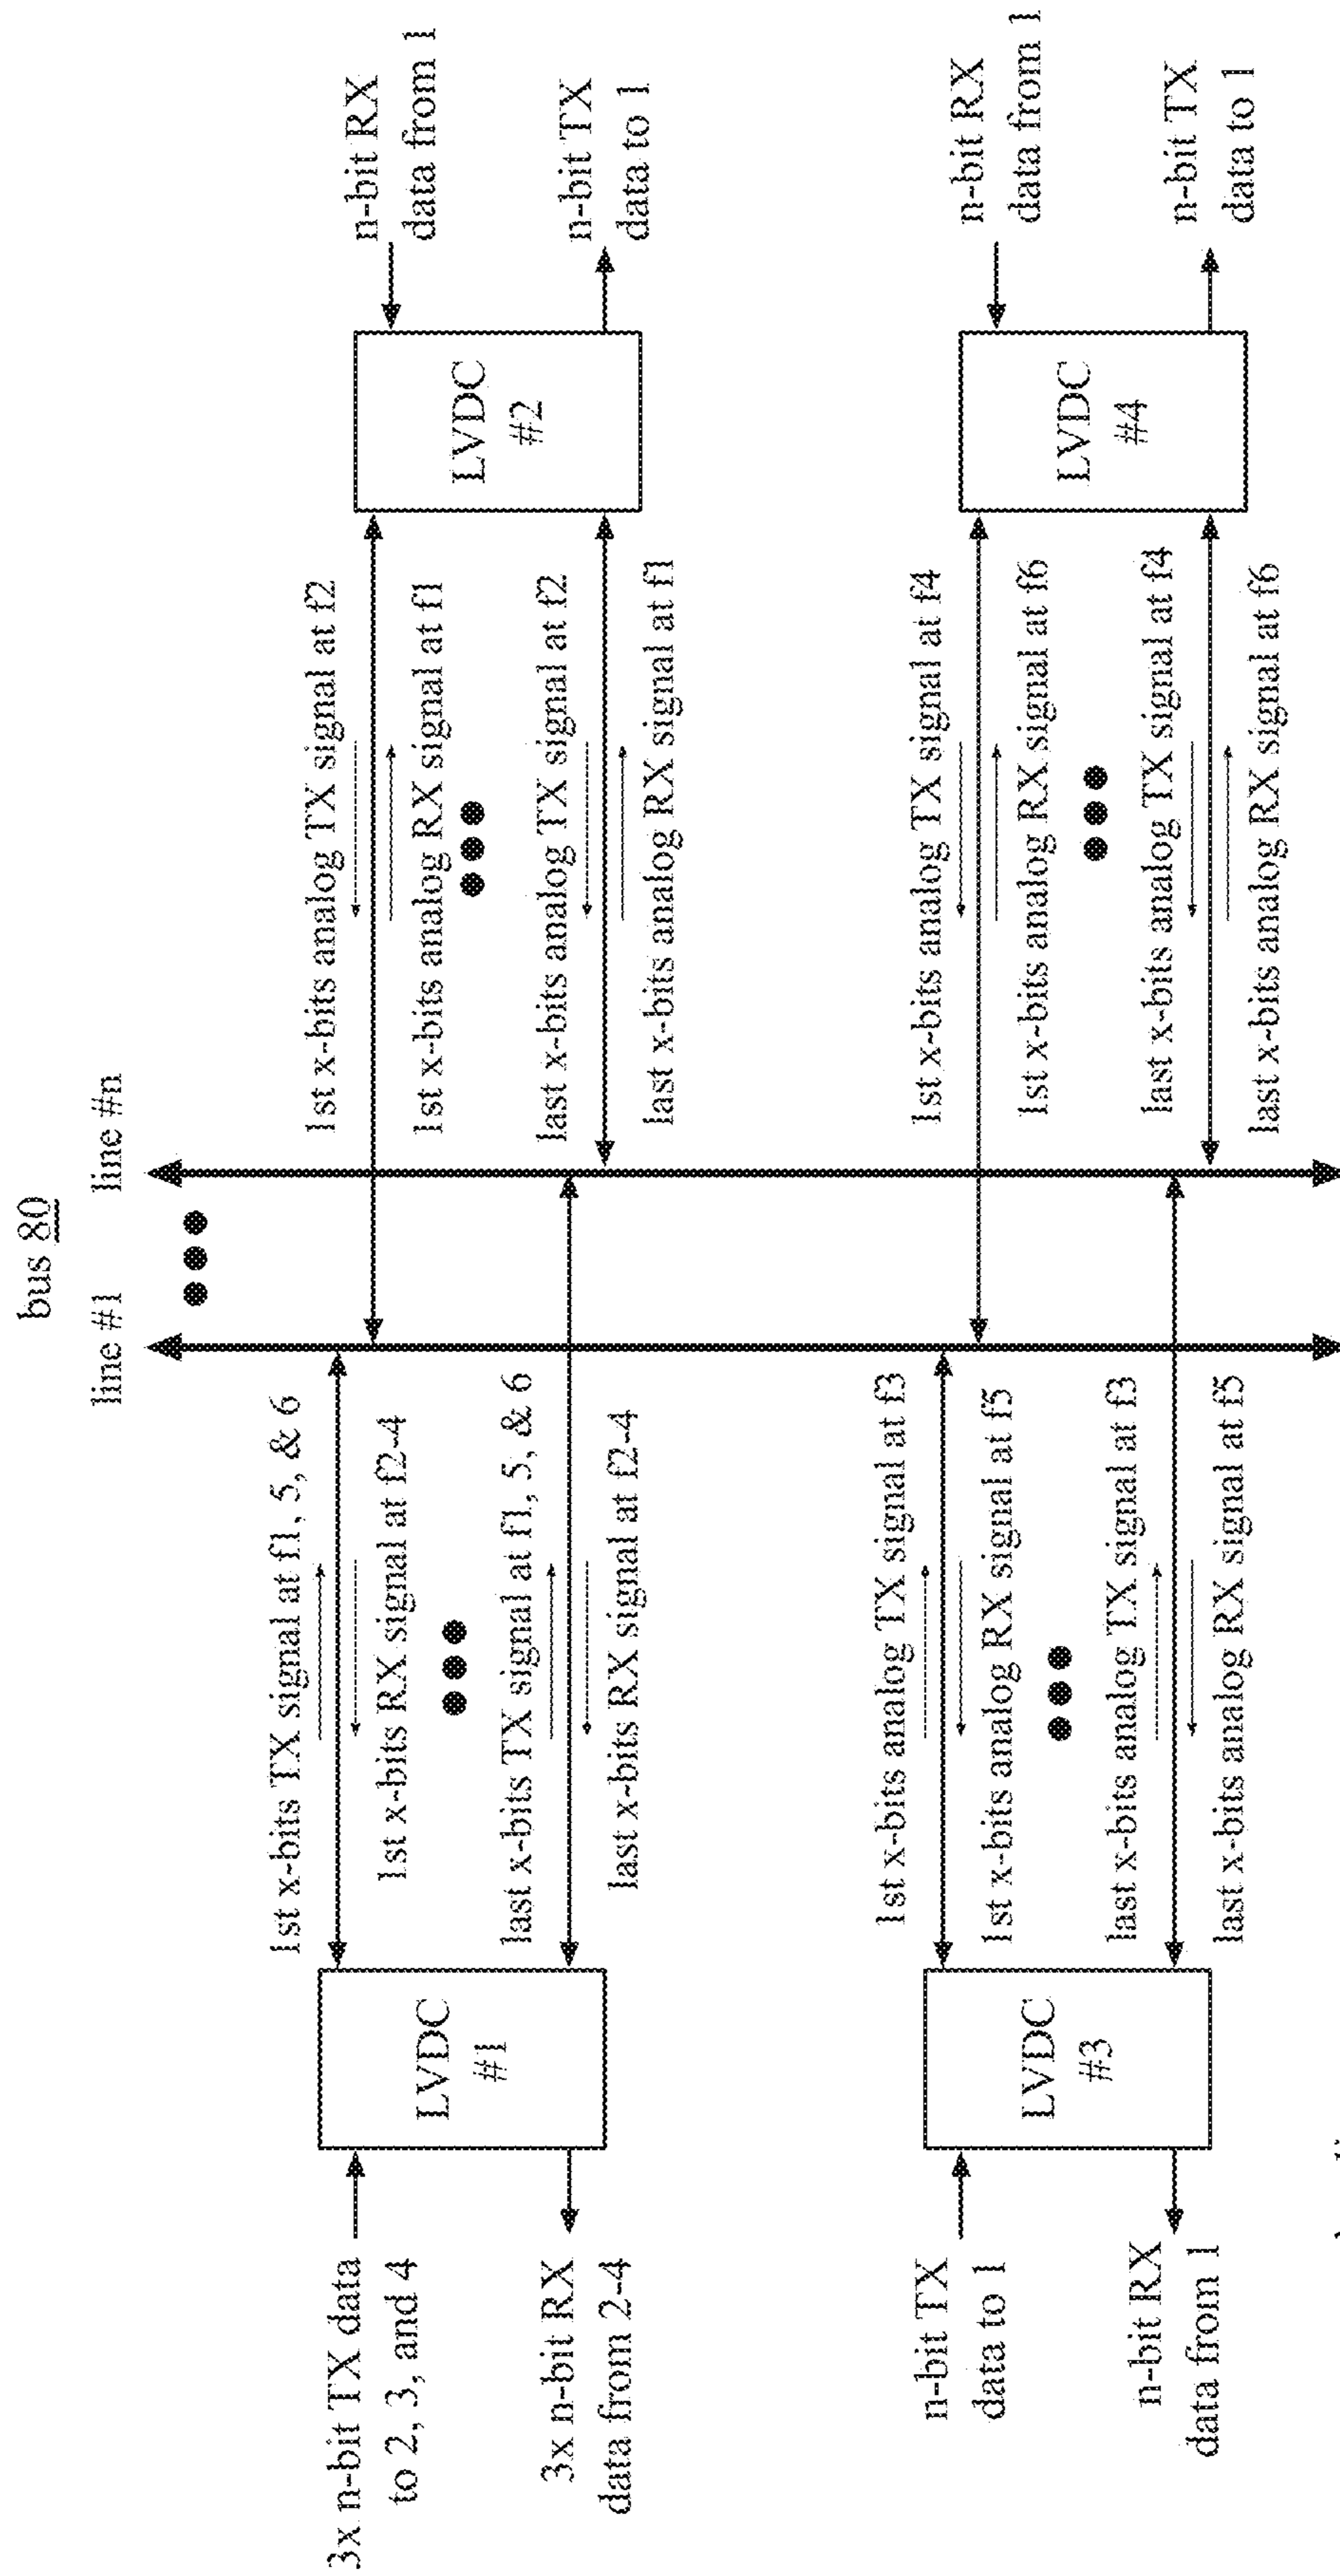 bus 80
line #1
line #n
3x n-bit TX data
to 2, 3, and 4
3x n-bit RX
data from 2-4
LVDC
#1
1st x-bits TX signal at f1, 5, & 6
1st x-bits RX signal at f2-4
last x-bits TX signal at f1, 5, & 6
last x-bits RX signal at f2-4
1st x-bits analog TX signal at f2
1st x-bits analog RX signal at f1
last x-bits analog TX signal at f2
last x-bits analog RX signal at f1
LVDC
#2
n-bit RX
data from 1
n-bit TX
data to 1
n-bit TX
data to 1
n-bit RX
data from 1
LVDC
#3
1st x-bits analog TX signal at f3
1st x-bits analog RX signal at f5
last x-bits analog TX signal at f3
last x-bits analog RX signal at f5
1st x-bits analog TX signal at f4
1st x-bits analog RX signal at f6
last x-bits analog TX signal at f4
last x-bits analog RX signal at f6
LVDC
#4
n-bit RX
data from 1
n-bit TX
data to 1